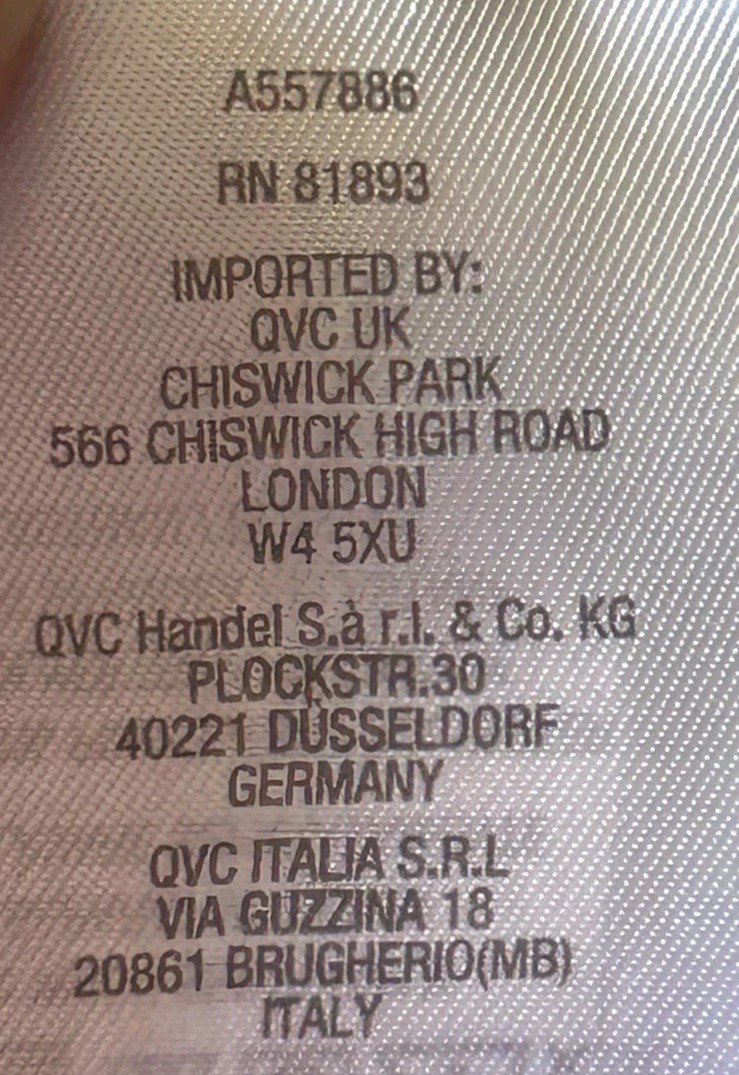 A557886
RN 81893
IMPORTED BY:
QVC UK
CHISWICK PARK
566 CHISWICK HIGH ROAD
LONDON
W4 5XU
QVC Handel S.à r.l. & Co. KG
PLOCKSTR.30
40221 DÜSSELDORF
GERMANY
QVC ITALIA S.R.L
VIA GUZZINA 18
20861 BRUGHERIO(MB)
ITALY